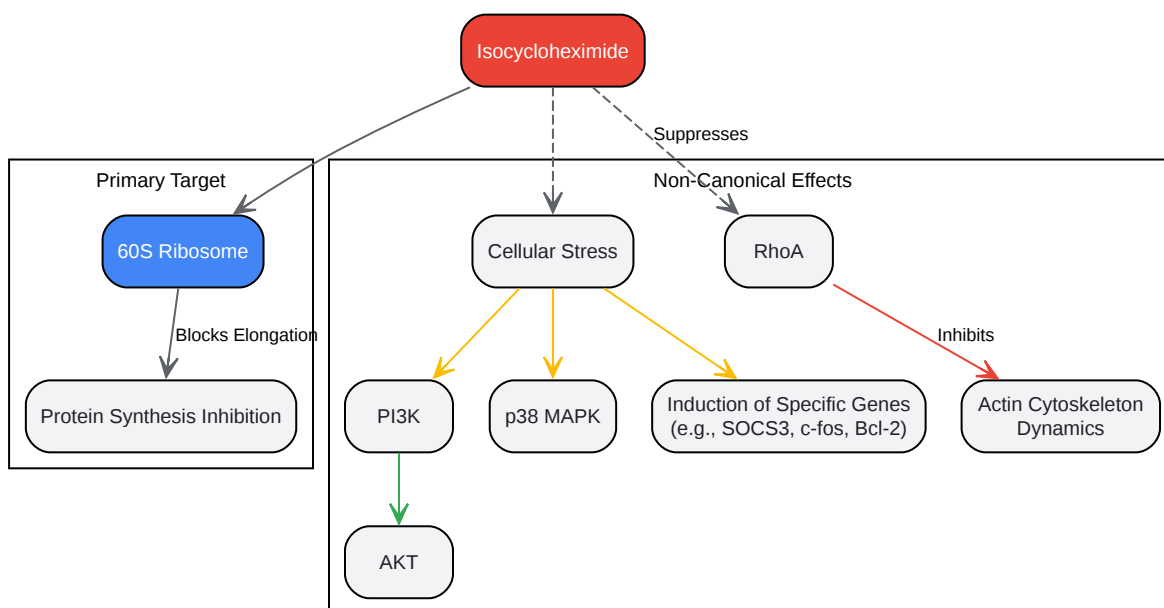 Isocycloheximide
Suppresses
Primary Target
Non-Canonical Effects
60S Ribosome
Cellular Stress
RhoA
Blocks Elongation
Inhibits
Protein Synthesis Inhibition
PI3K
p38 MAPK
Induction of Specific Genes
(e.g., SOCS3, c-fos, Bcl-2)
Actin Cytoskeleton
Dynamics
AKT